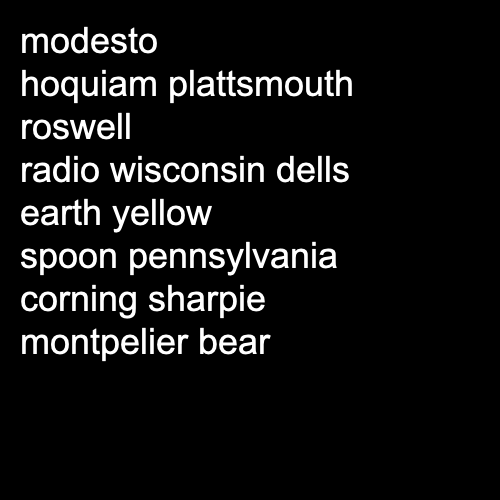 modesto
hoquiam plattsmouth
roswell
radio wisconsin dells
earth yellow
spoon pennsylvania
corning sharpie
montpelier bear